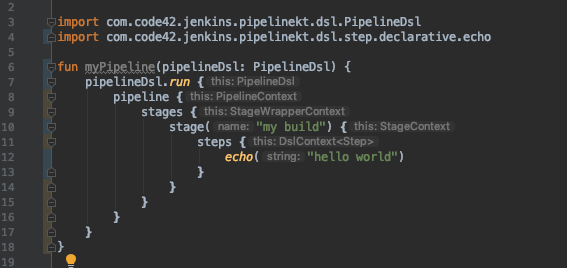 2
3 import com.code42.jenkins.pipelinekt.dsl.PipelineDsl
4 import com.code42.jenkins.pipelinekt.dsl.step.declarative.echo
5
6 fun myPipeline(pipelineDsl: PipelineDsl) {
7 pipelineDsl.run { this: PipelineDsl
8 pipeline { this: PipelineContext
9 stages { this: StageWrapperContext
10 stage( name: "my build") { this: StageContext
11 steps { this: DslContext<Step>
12 echo( string: "hello world")
13 }
14 }
15 }
16 }
17 }
18 }
19